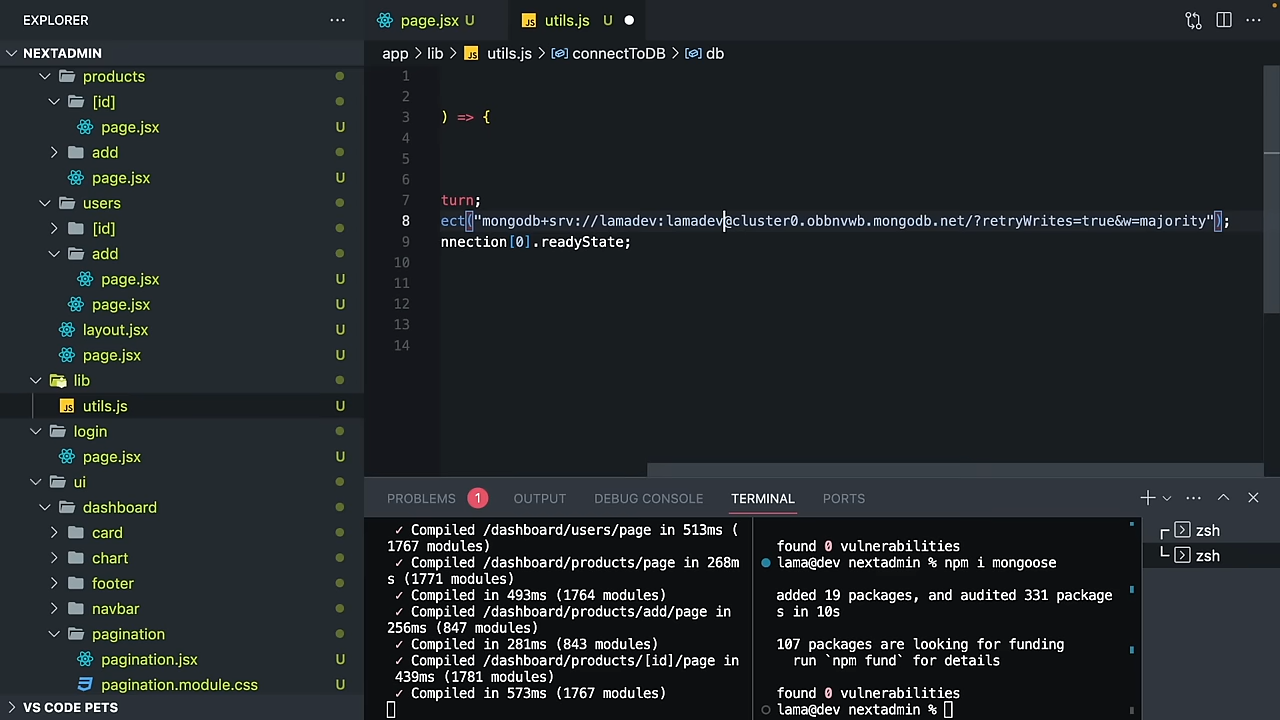 EXPLORER
NEXTADMIN
products
[id]
page.jsx U
add
page.jsx U
users
[id]
add
page.jsx U
page.jsx U
layout.jsx U
page.jsx U
lib
utils.js U
login
page.jsx U
ui
dashboard
card
chart
footer
navbar
pagination
pagination.jsx U
pagination.module.css U
VS CODE PETS
page.jsx U
JS utils.js U
app > lib > JS utils.js > connectToDB > db
1
2
3 ) => {
4
5
6
7 turn;
8 ect("mongodb+srv://lamadev:lamadev@cluster0.obbnvwb.mongodb.net/?retryWrites=true&w=majority");
9 nnection[0].readyState;
10
11
12
13
14
PROBLEMS 1 OUTPUT DEBUG CONSOLE TERMINAL PORTS
✓ Compiled /dashboard/users/page in 513ms (
1767 modules)
✓ Compiled /dashboard/products/page in 268m
s (1771 modules)
✓ Compiled in 493ms (1764 modules)
✓ Compiled /dashboard/products/add/page in
256ms (847 modules)
✓ Compiled in 281ms (843 modules)
✓ Compiled /dashboard/products/[id]/page in
439ms (1781 modules)
✓ Compiled in 573ms (1767 modules)
found 0 vulnerabilities
lama@dev nextadmin % npm i mongoose
added 19 packages, and audited 331 package
s in 10s
107 packages are looking for funding
run `npm fund` for details
found 0 vulnerabilities
lama@dev nextadmin %
zsh
zsh